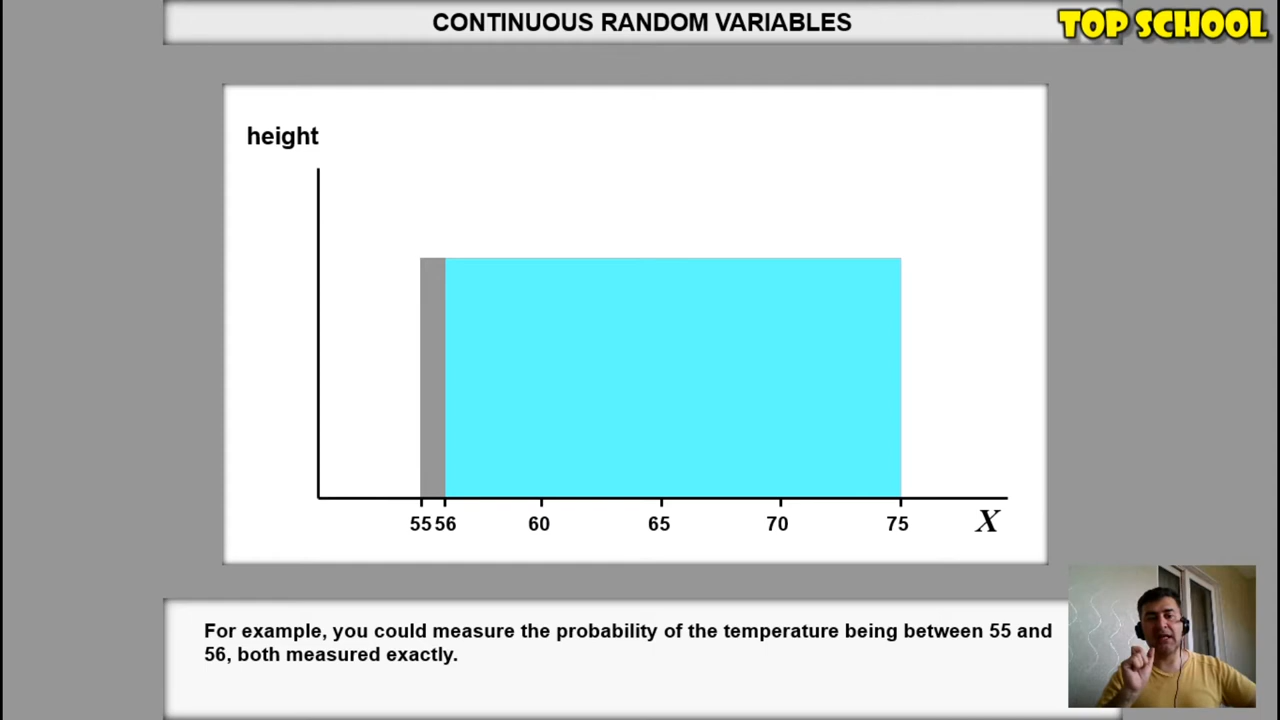 CONTINUOUS RANDOM VARIABLES
TOP SCHOOL
height
55 56 60 65 70 75 X
For example, you could measure the probability of the temperature being between 55 and
56, both measured exactly.